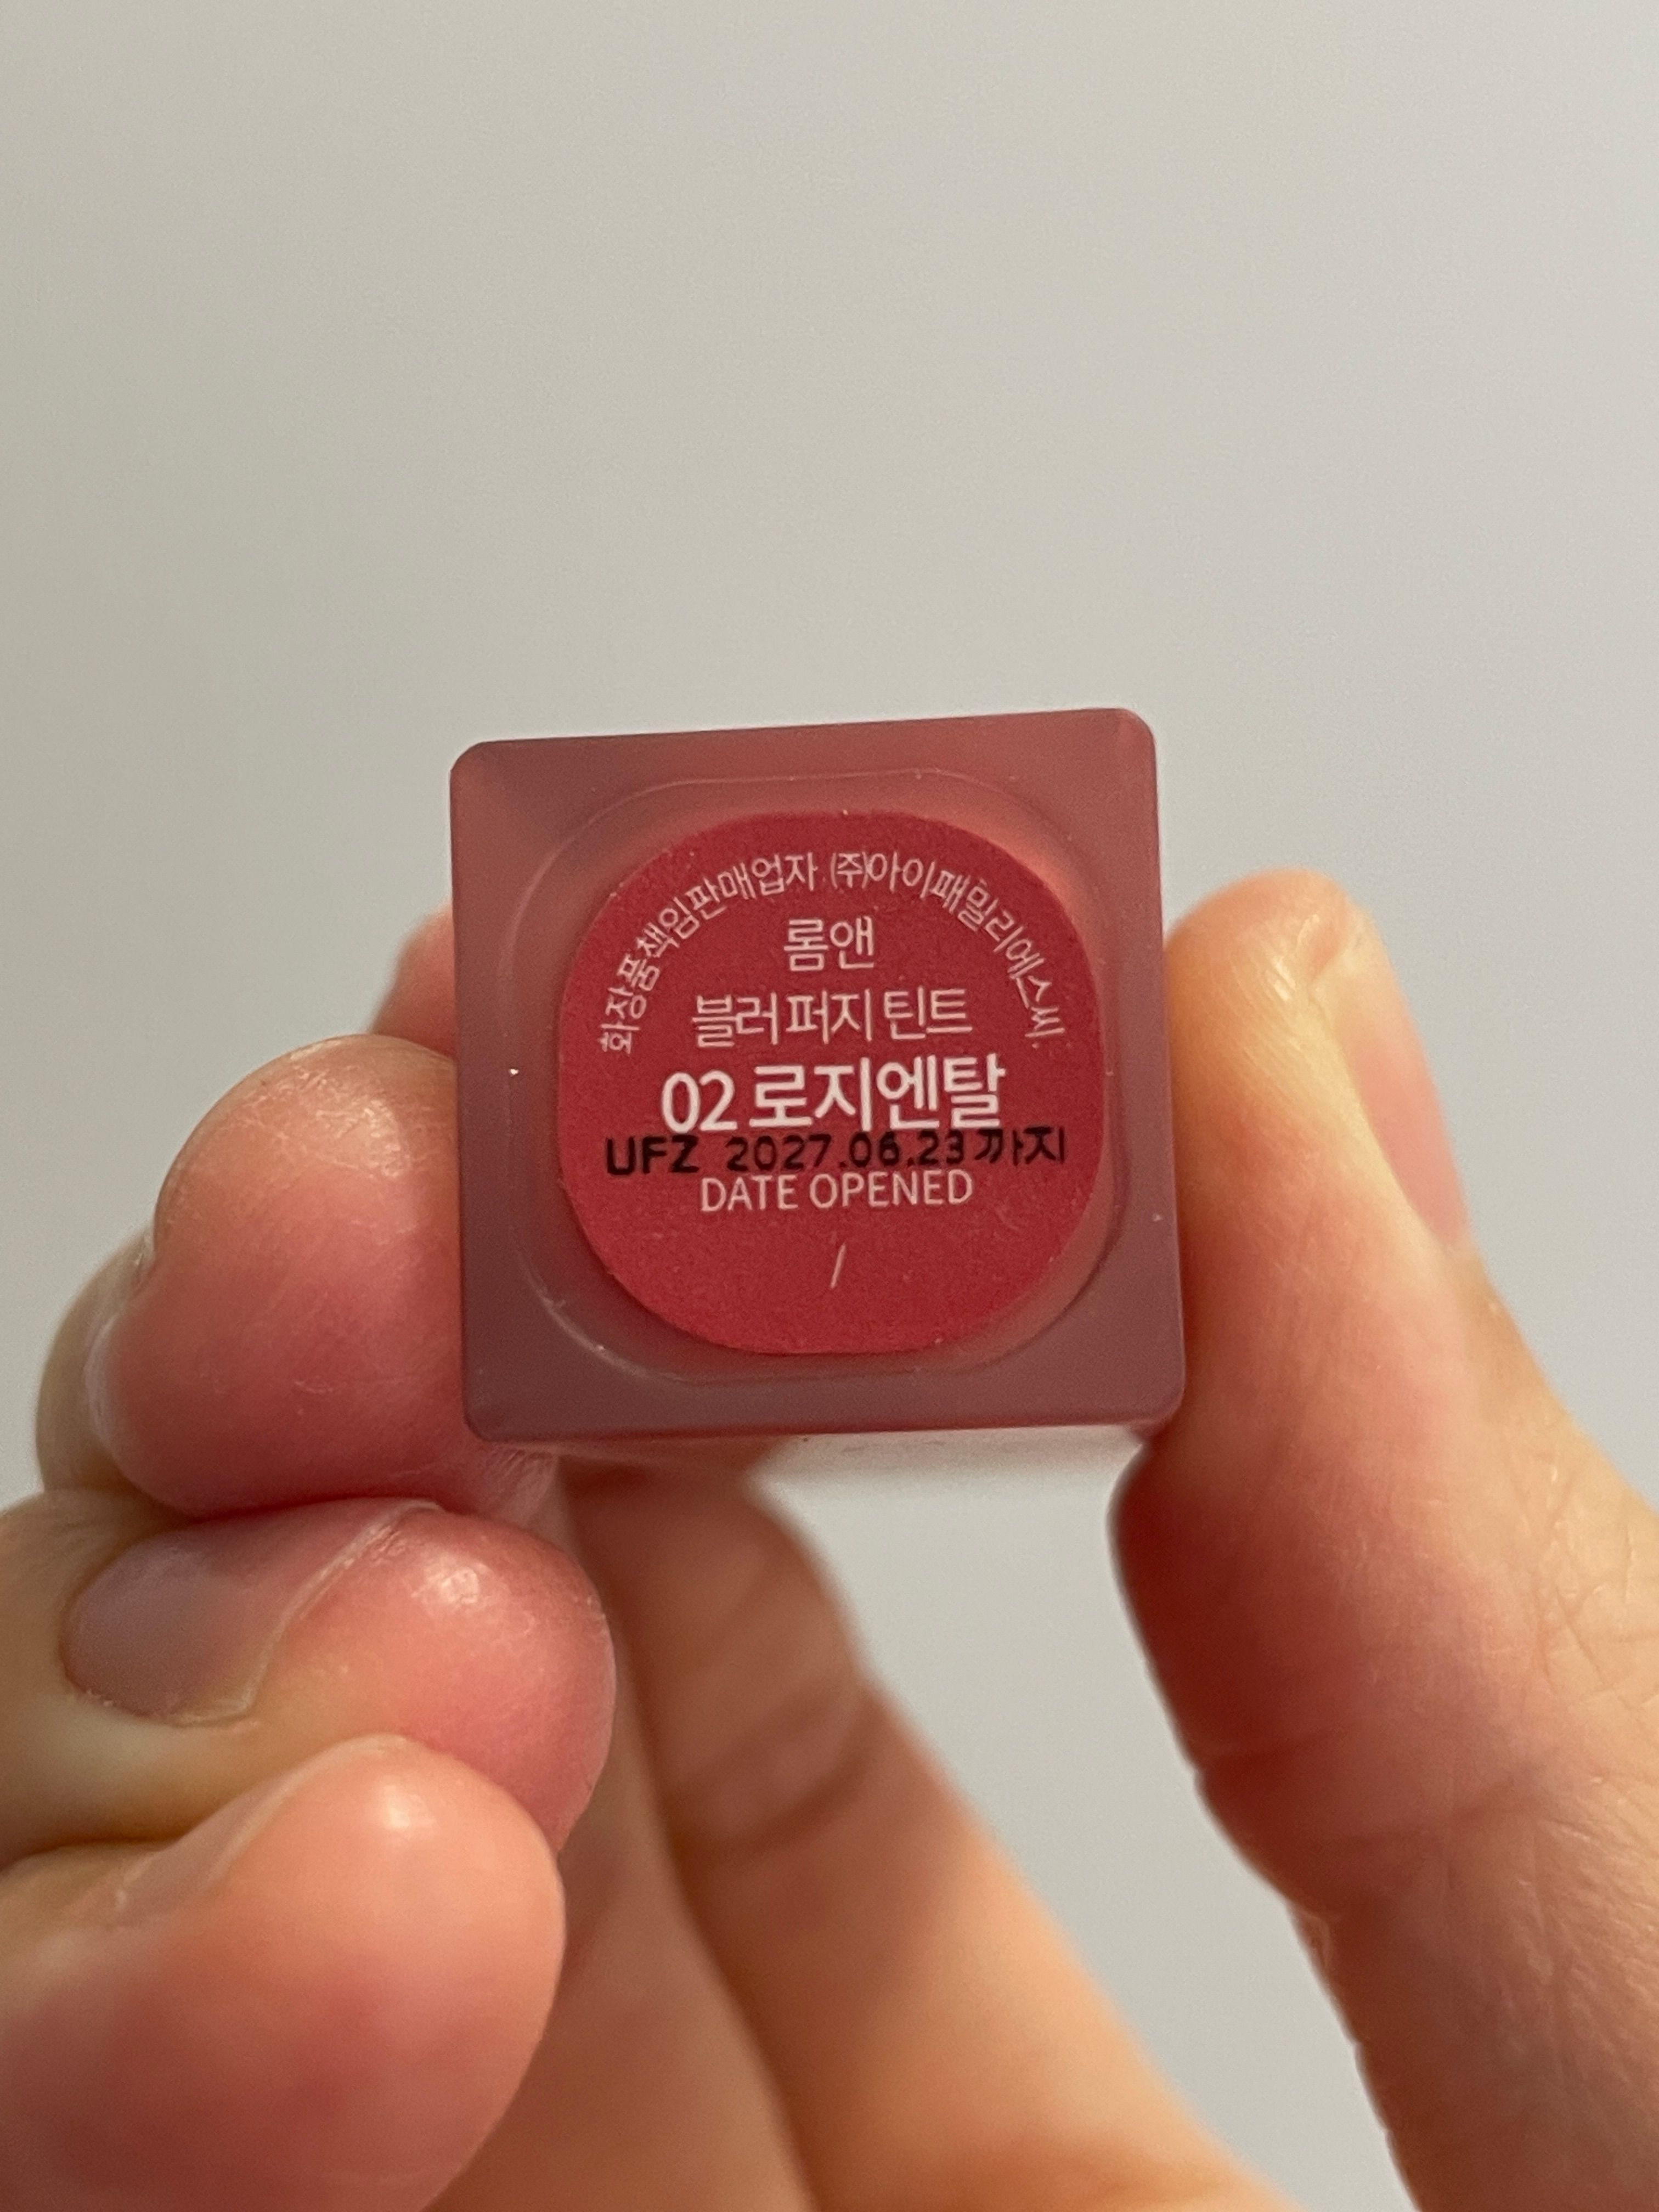 화장품책임판매업자 ㈜아이패밀리에스씨
롬앤
블러 퍼지 틴트
02 로지엔탈
UFZ 2027.06.23까지
DATE OPENED
/